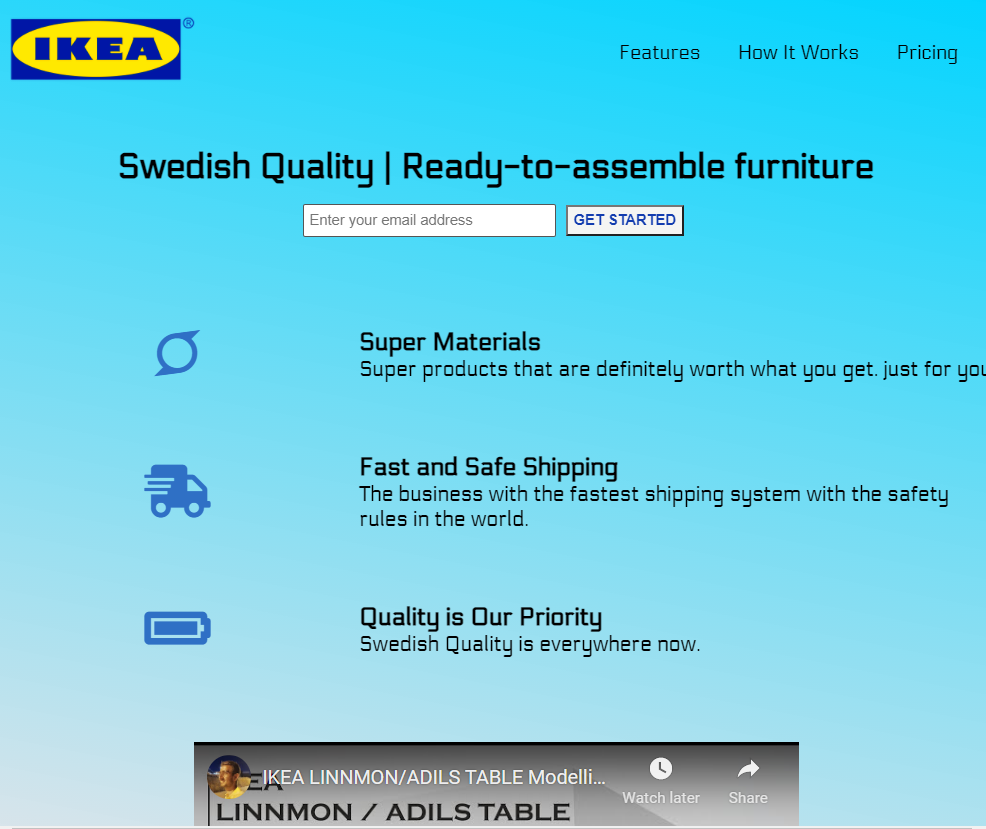 IKEA®
Features How It Works Pricing
Swedish Quality | Ready-to-assemble furniture
Enter your email address GET STARTED
Super Materials
Super products that are definitely worth what you get. just for you
Fast and Safe Shipping
The business with the fastest shipping system with the safety
rules in the world.
Quality is Our Priority
Swedish Quality is everywhere now.
IKEA LINNMON/ADILS TABLE Modelli...
Watch later Share
LINNMON / ADILS TABLE